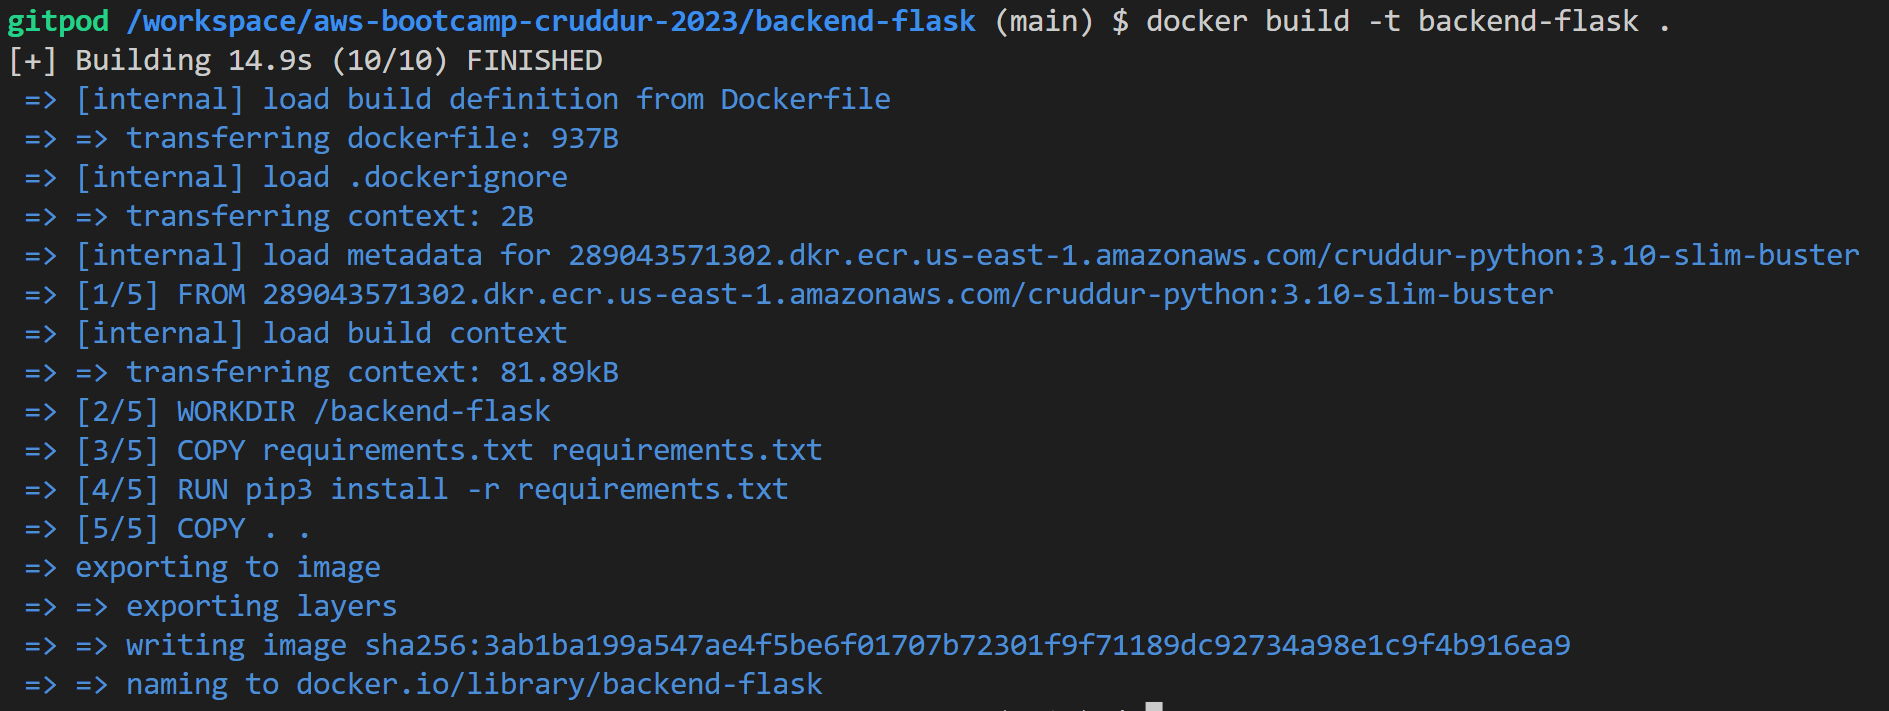 gitpod /workspace/aws-bootcamp-cruddur-2023/backend-flask (main) $ docker build -t backend-flask .
[+] Building 14.9s (10/10) FINISHED
=> [internal] load build definition from Dockerfile
=> => transferring dockerfile: 937B
=> [internal] load .dockerignore
=> => transferring context: 2B
=> [internal] load metadata for 289043571302.dkr.ecr.us-east-1.amazonaws.com/cruddur-python:3.10-slim-buster
=> [1/5] FROM 289043571302.dkr.ecr.us-east-1.amazonaws.com/cruddur-python:3.10-slim-buster
=> [internal] load build context
=> => transferring context: 81.89kB
=> [2/5] WORKDIR /backend-flask
=> [3/5] COPY requirements.txt requirements.txt
=> [4/5] RUN pip3 install -r requirements.txt
=> [5/5] COPY . .
=> exporting to image
=> => exporting layers
=> => writing image sha256:3ab1ba199a547ae4f5be6f01707b72301f9f71189dc92734a98e1c9f4b916ea9
=> => naming to docker.io/library/backend-flask